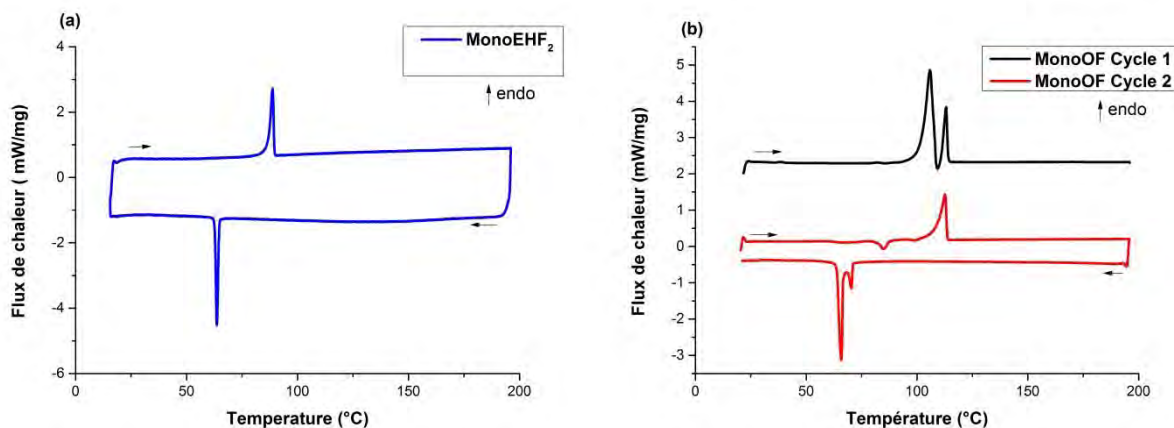 (a)
MonoEHF₂
endo
Flux de chaleur ( mW/mg)
4
2
0
-2
-4
-6
0
50
100
150
200
Temperature (°C)
(b)
MonoOF Cycle 1
MonoOF Cycle 2
endo
Flux de chaleur (mW/mg)
5
4
3
2
1
0
-1
-2
-3
0
50
100
150
200
Température (°C)